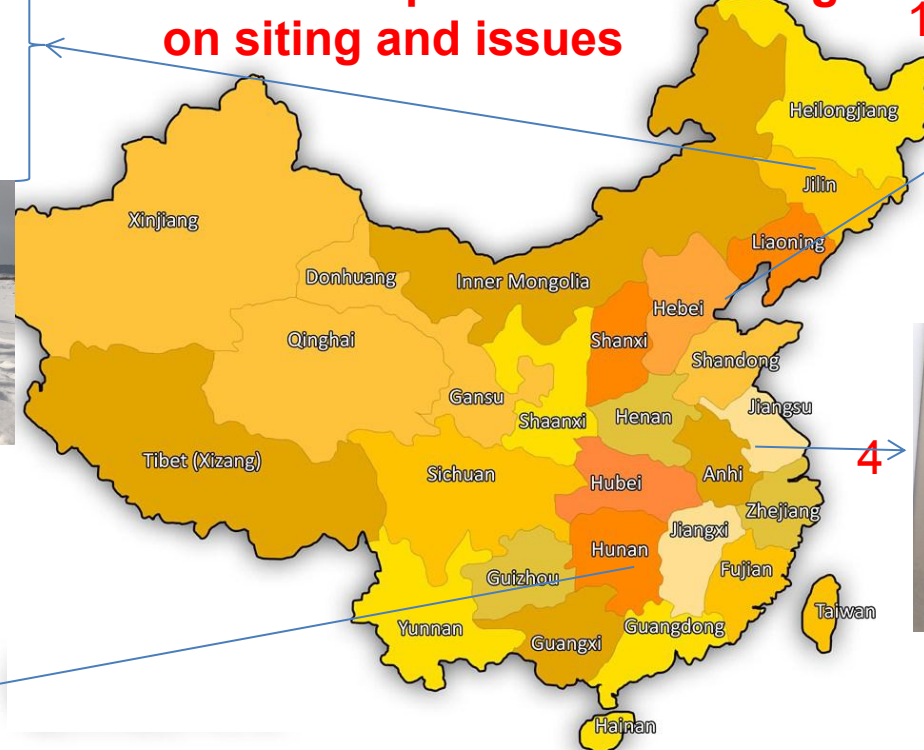 on siting and issues
1
Heilongjiang
Jilin
Xinjiang
Liaoning
Donhuang
Inner Mongolia
Hebei
Qinghai
Shanxi
Shandong
Gansu
Jiangsu
Shaanxi
Henan
4
Tibet (Xizang)
Sichuan
Anhi
Hubei
Zhejiang
Jiangxi
Hunan
Fujian
Guizhou
Taiwan
Yunnan
Guangdong
Guangxi
Hainan